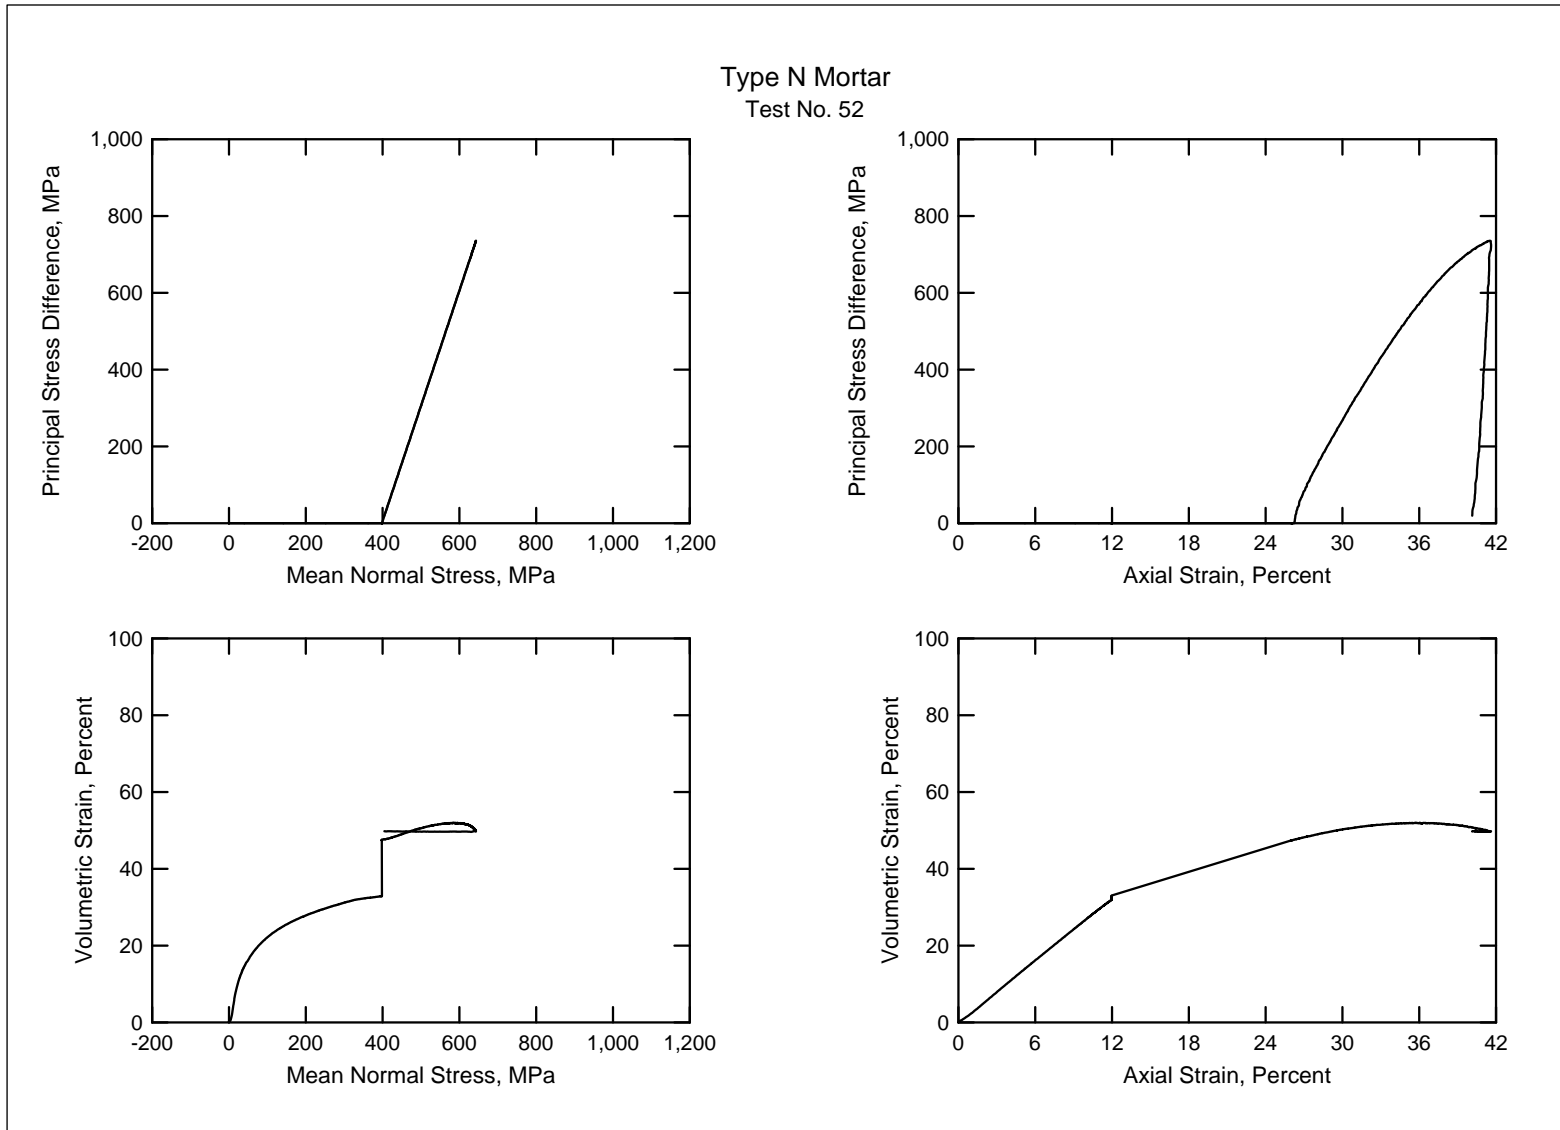 Type N Mortar
Test No. 52
Principal Stress Difference, MPa
1,000
800
600
400
200
0
-200 0 200 400 600 800 1,000 1,200
Mean Normal Stress, MPa
Principal Stress Difference, MPa
1,000
800
600
400
200
0
0 6 12 18 24 30 36 42
Axial Strain, Percent
Volumetric Strain, Percent
100
80
60
40
20
0
-200 0 200 400 600 800 1,000 1,200
Mean Normal Stress, MPa
Volumetric Strain, Percent
100
80
60
40
20
0
0 6 12 18 24 30 36 42
Axial Strain, Percent